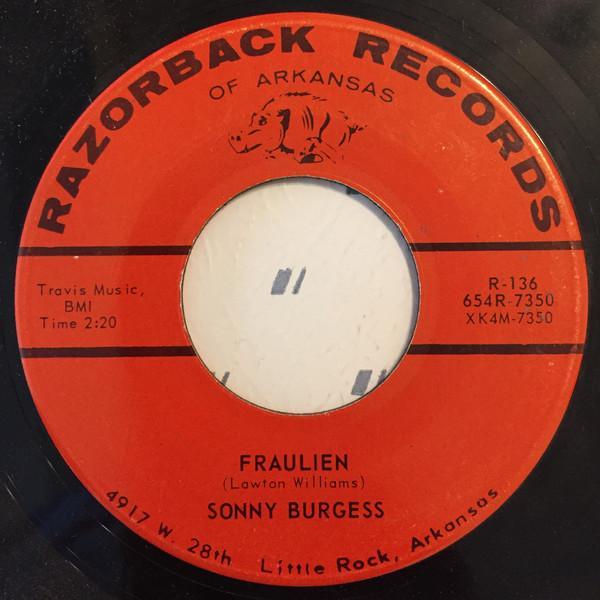 RAZORBACK RECORDS
OF ARKANSAS
Travis Music,
BMI
Time 2:20
R-136
654R-7350
XK4M-7350
FRAULIEN
(Lawton Williams)
SONNY BURGESS
4917 W. 28th Little Rock, Arkansas